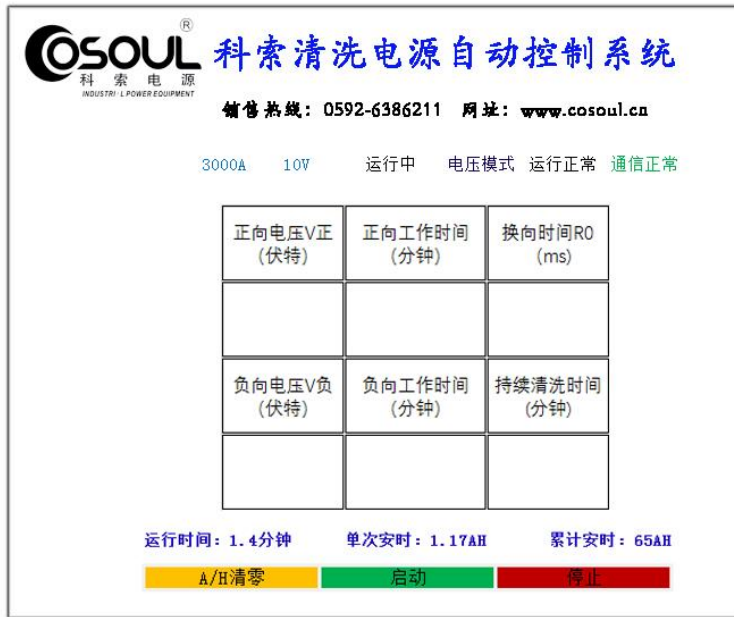 ®
COSOUL
科索电源
INDUSTRI·L POWER EQUIPMENT
科索清洗电源自动控制系统
销售热线：0592-6386211 网址：www.cosoul.cn
3000A 10V 运行中 电压模式 运行正常 通信正常
正向电压V正 正向工作时间 换向时间R0
(伏特) (分钟) (ms)
负向电压V负 负向工作时间 持续清洗时间
(伏特) (分钟) (分钟)
运行时间：1.4分钟 单次安时：1.17AH 累计安时：65AH
A/H清零 启动 停止